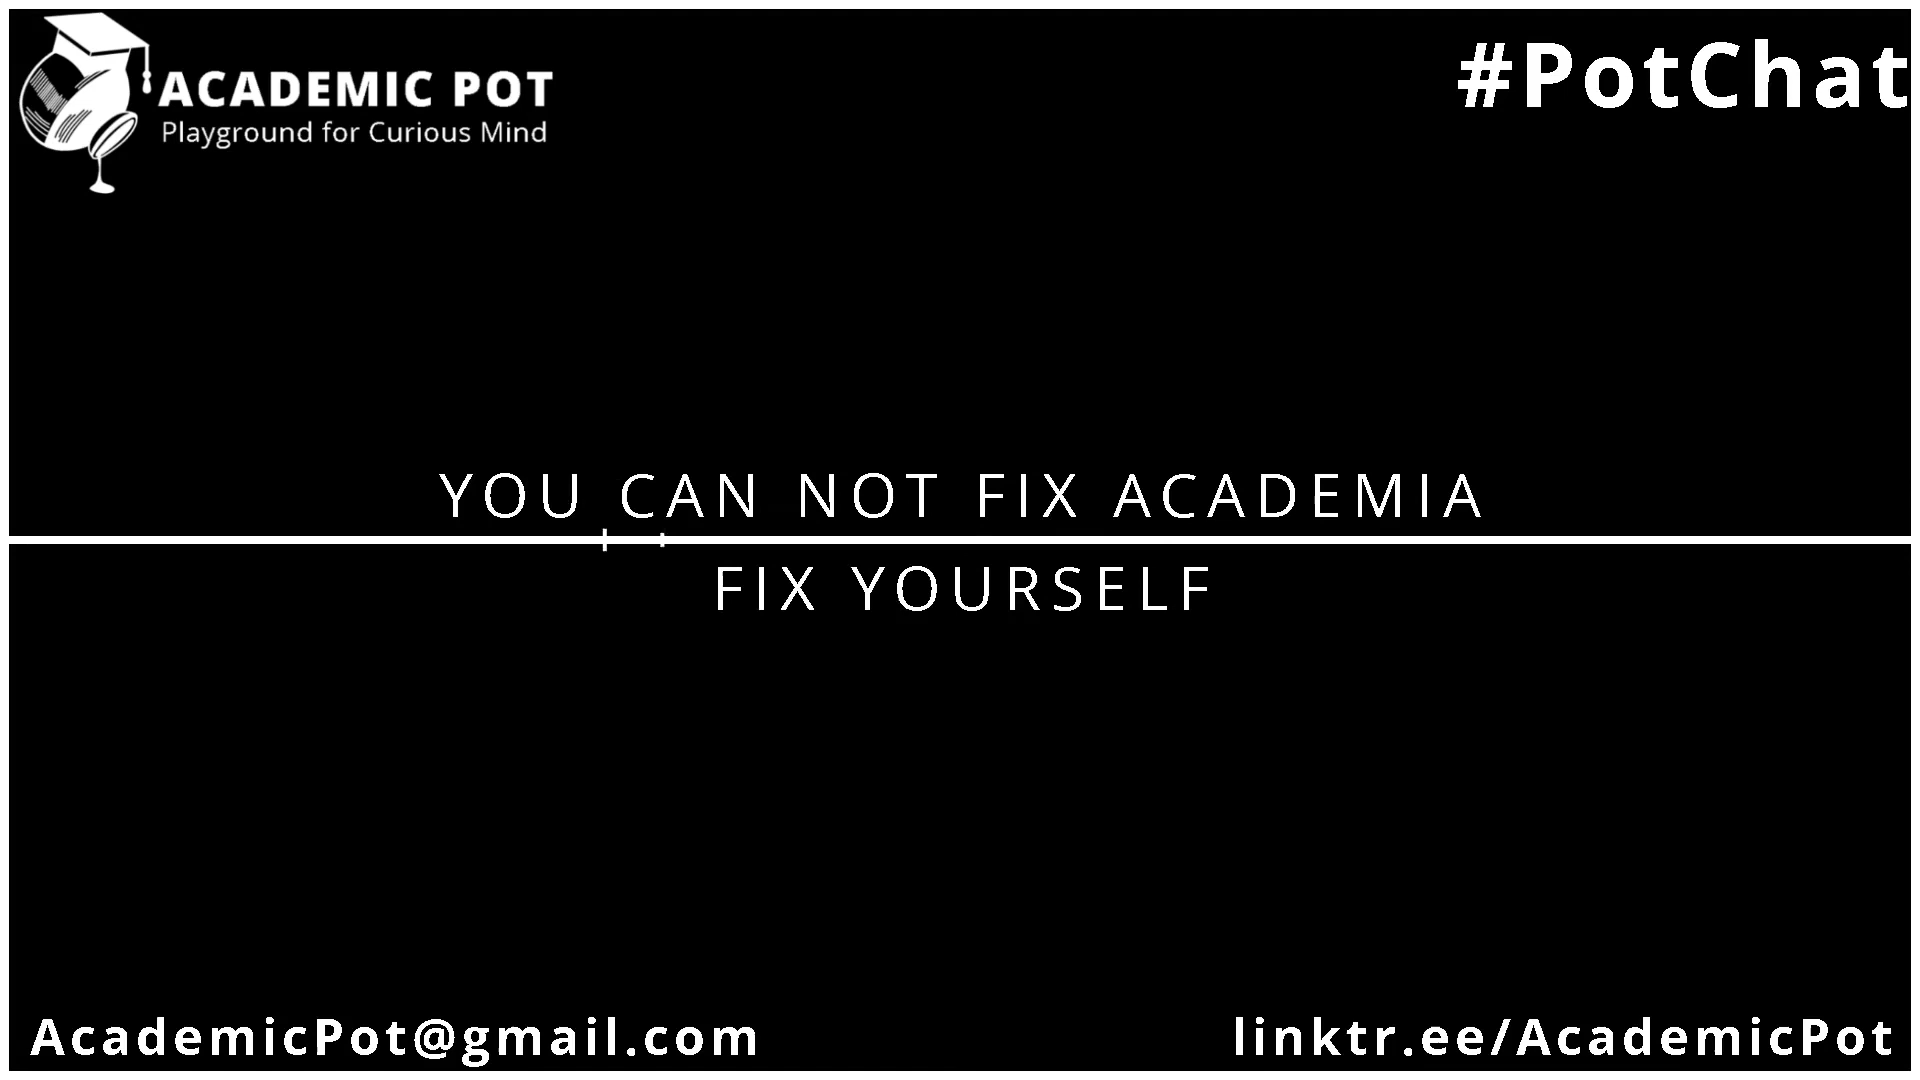 ACADEMIC POT
Playground for Curious Mind
#PotChat
YOU CAN NOT FIX ACADEMIA
FIX YOURSELF
AcademicPot@gmail.com
linktr.ee/AcademicPot